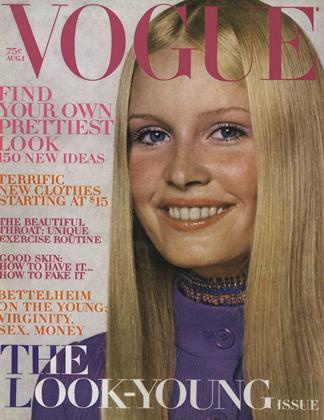 VOGUE
75¢
AUG.1
FIND
YOUR OWN
PRETTIEST
LOOK
150 NEW IDEAS
TERRIFIC
NEW CLOTHES
STARTING AT $15
THE BEAUTIFUL
THROAT: UNIQUE
EXERCISE ROUTINE
GOOD SKIN:
HOW TO HAVE IT...
HOW TO FAKE IT
BETTELHEIM
ON THE YOUNG:
VIRGINITY,
SEX, MONEY
THE
LOOK-YOUNG ISSUE